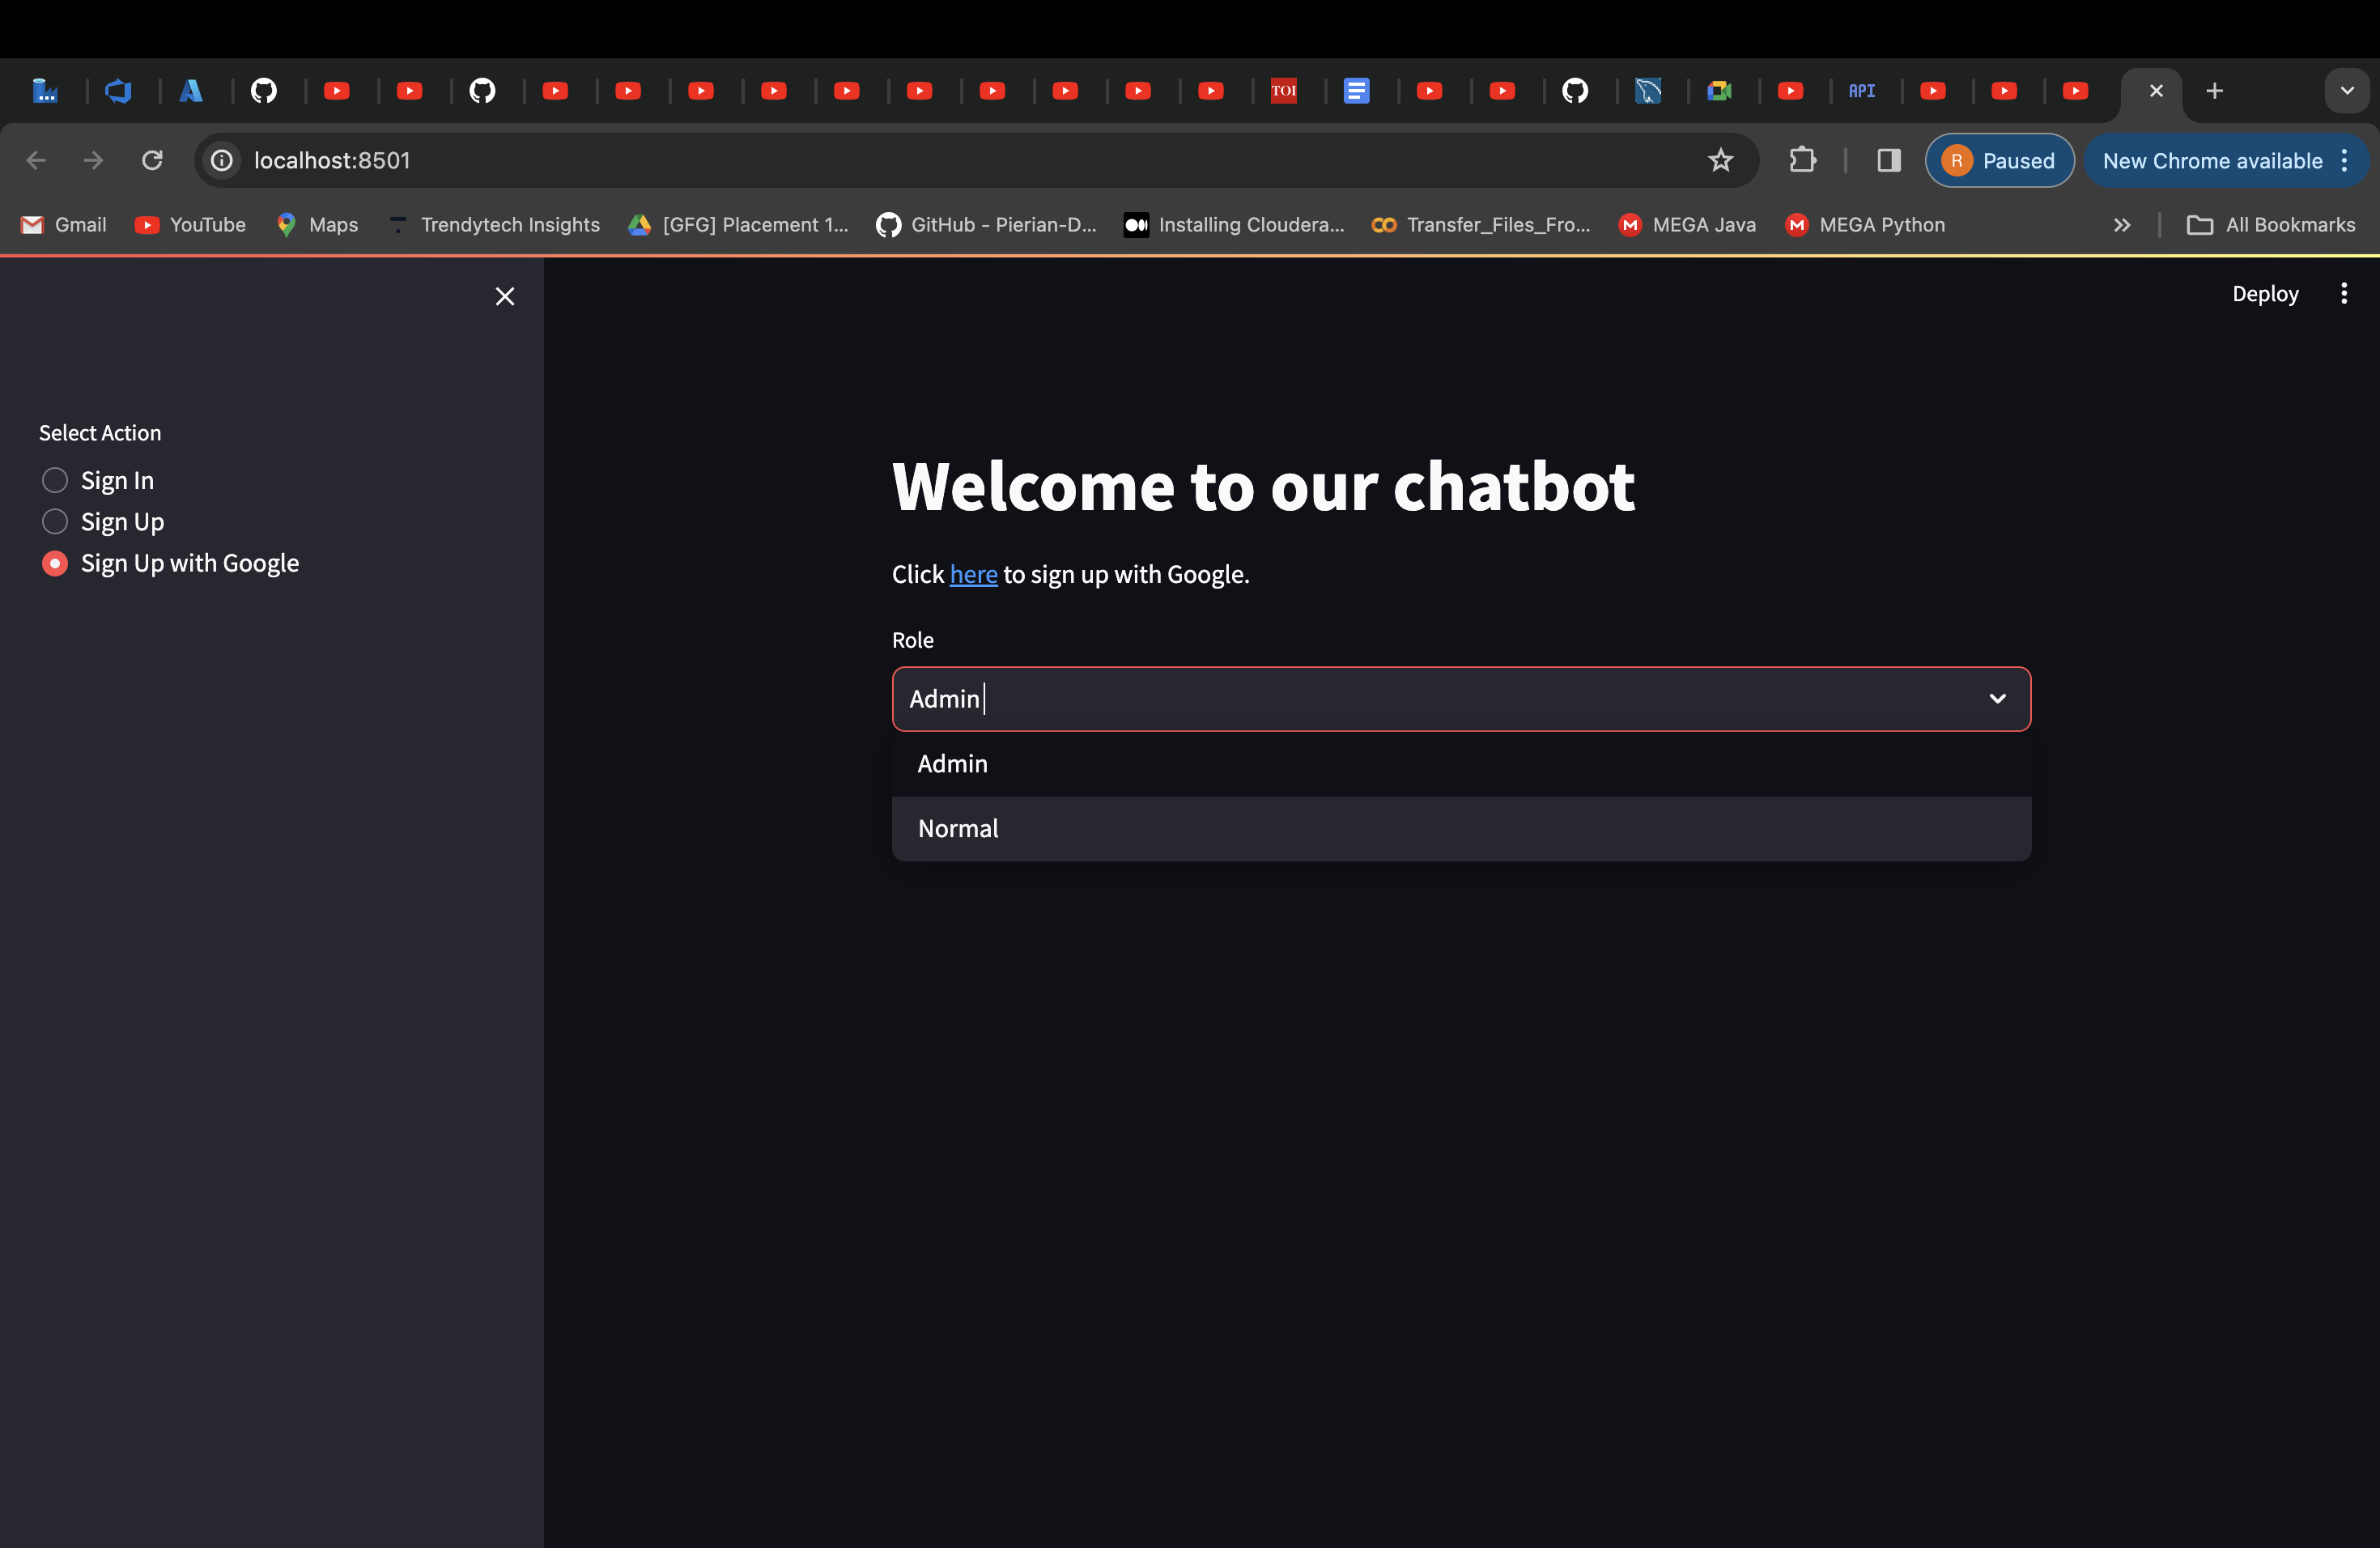 TOI
API
localhost:8501
R
Paused
New Chrome available
Gmail
YouTube
Maps
Trendytech Insights
[GFG] Placement 1...
GitHub - Pierian-D...
Installing Cloudera...
Transfer_Files_Fro...
MEGA Java
MEGA Python
All Bookmarks
Deploy
Select Action
Sign In
Sign Up
Sign Up with Google
Welcome to our chatbot
Click here to sign up with Google.
Role
Admin
Admin
Normal